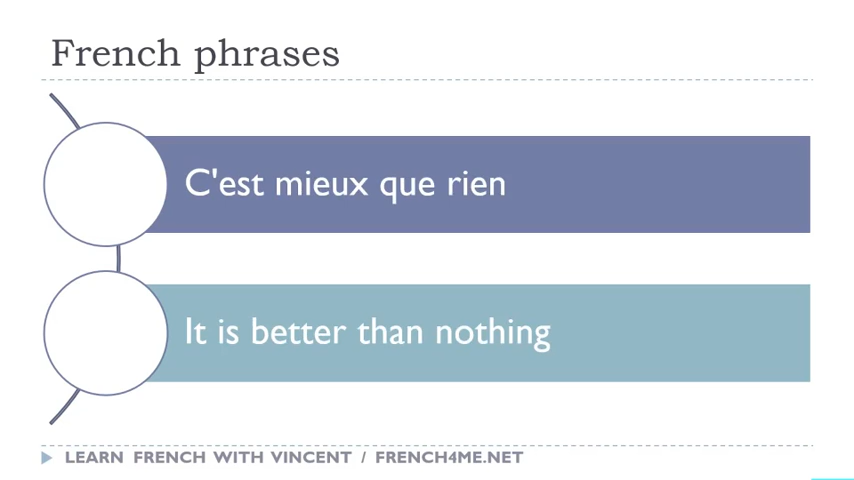 French phrases
C'est mieux que rien
It is better than nothing
LEARN FRENCH WITH VINCENT / FRENCH4ME.NET